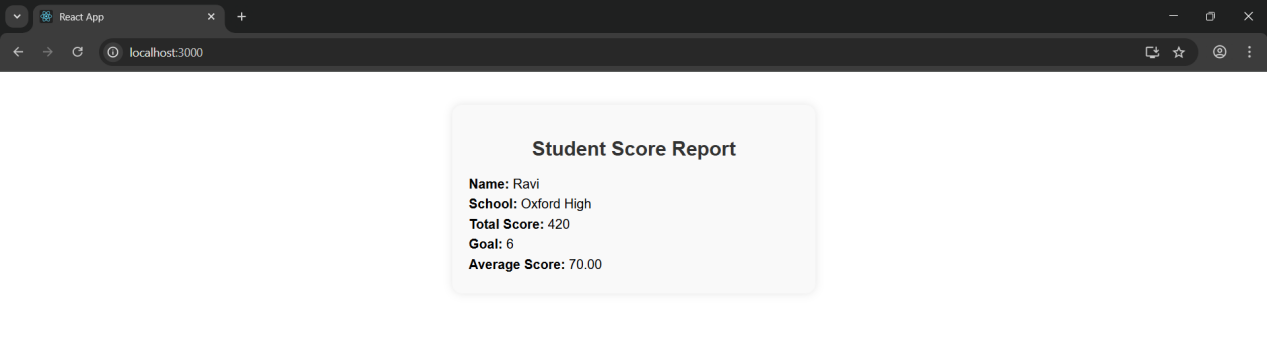 React App
localhost:3000
Student Score Report
Name: Ravi
School: Oxford High
Total Score: 420
Goal: 6
Average Score: 70.00